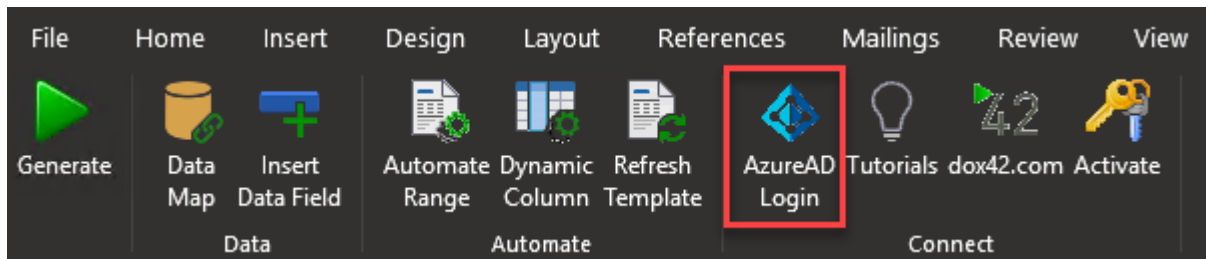 File Home Insert Design Layout References Mailings Review View
42
Generate Data Insert Automate Dynamic Refresh AzureAD Tutorials dox42.com Activate
Map Data Field Range Column Template Login
Data Automate Connect